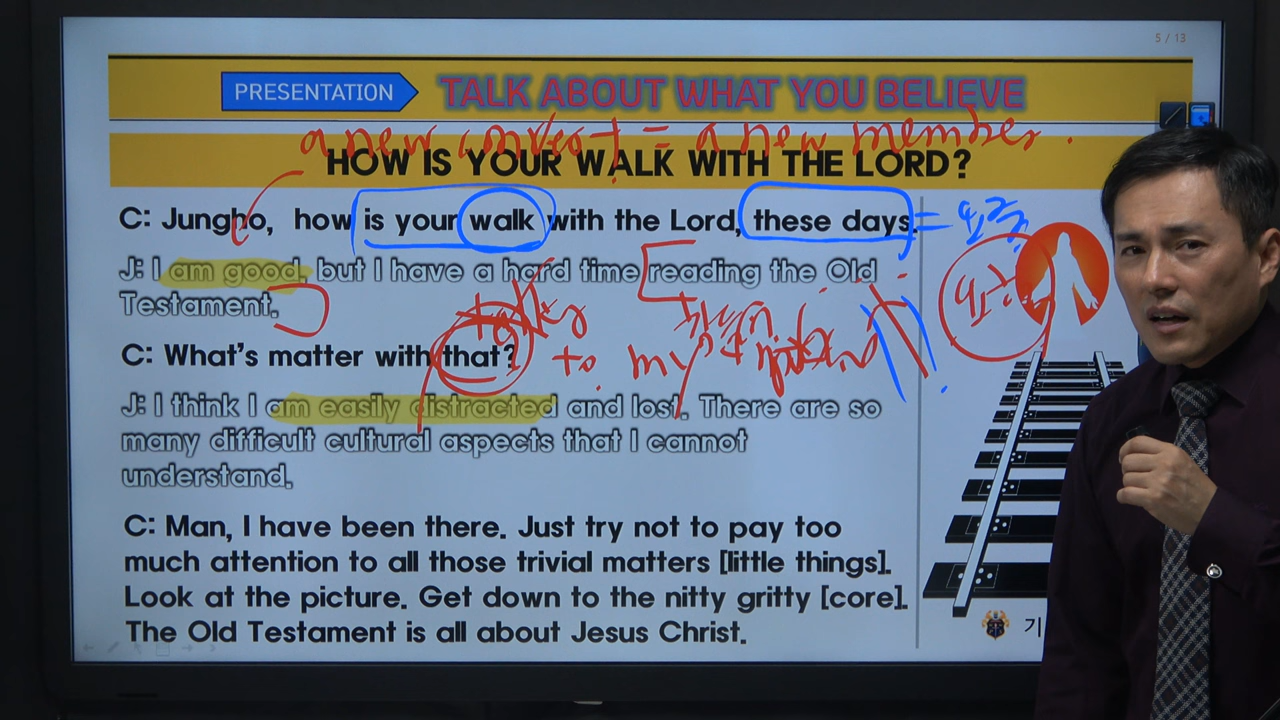 5 / 13
PRESENTATION TALK ABOUT WHAT YOU BELIEVE
a new convert = a new member.
HOW IS YOUR WALK WITH THE LORD?
C: Jungho, how is your walk with the Lord, these days. = 요즘
J: I am good, but I have a hard time reading the Old
Testament.
to my
C: What's matter with that?
J: I think I am easily distracted and lost. There are so
many difficult cultural aspects that I cannot
understand.
C: Man, I have been there. Just try not to pay too
much attention to all those trivial matters [little things].
Look at the picture. Get down to the nitty gritty [core].
The Old Testament is all about Jesus Christ.
기